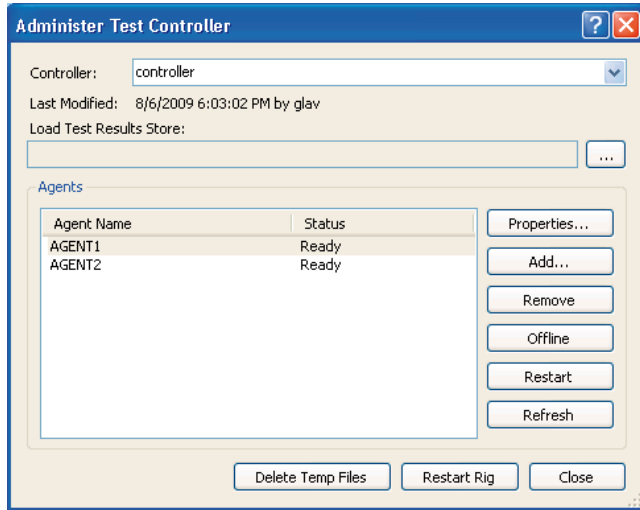 Administer Test Controller
Controller: controller
Last Modified: 8/6/2009 6:03:02 PM by glav
Load Test Results Store:
...
Agents
Agent Name Status
AGENT1 Ready
AGENT2 Ready
Properties...
Add...
Remove
Offline
Restart
Refresh
Delete Temp Files Restart Rig Close